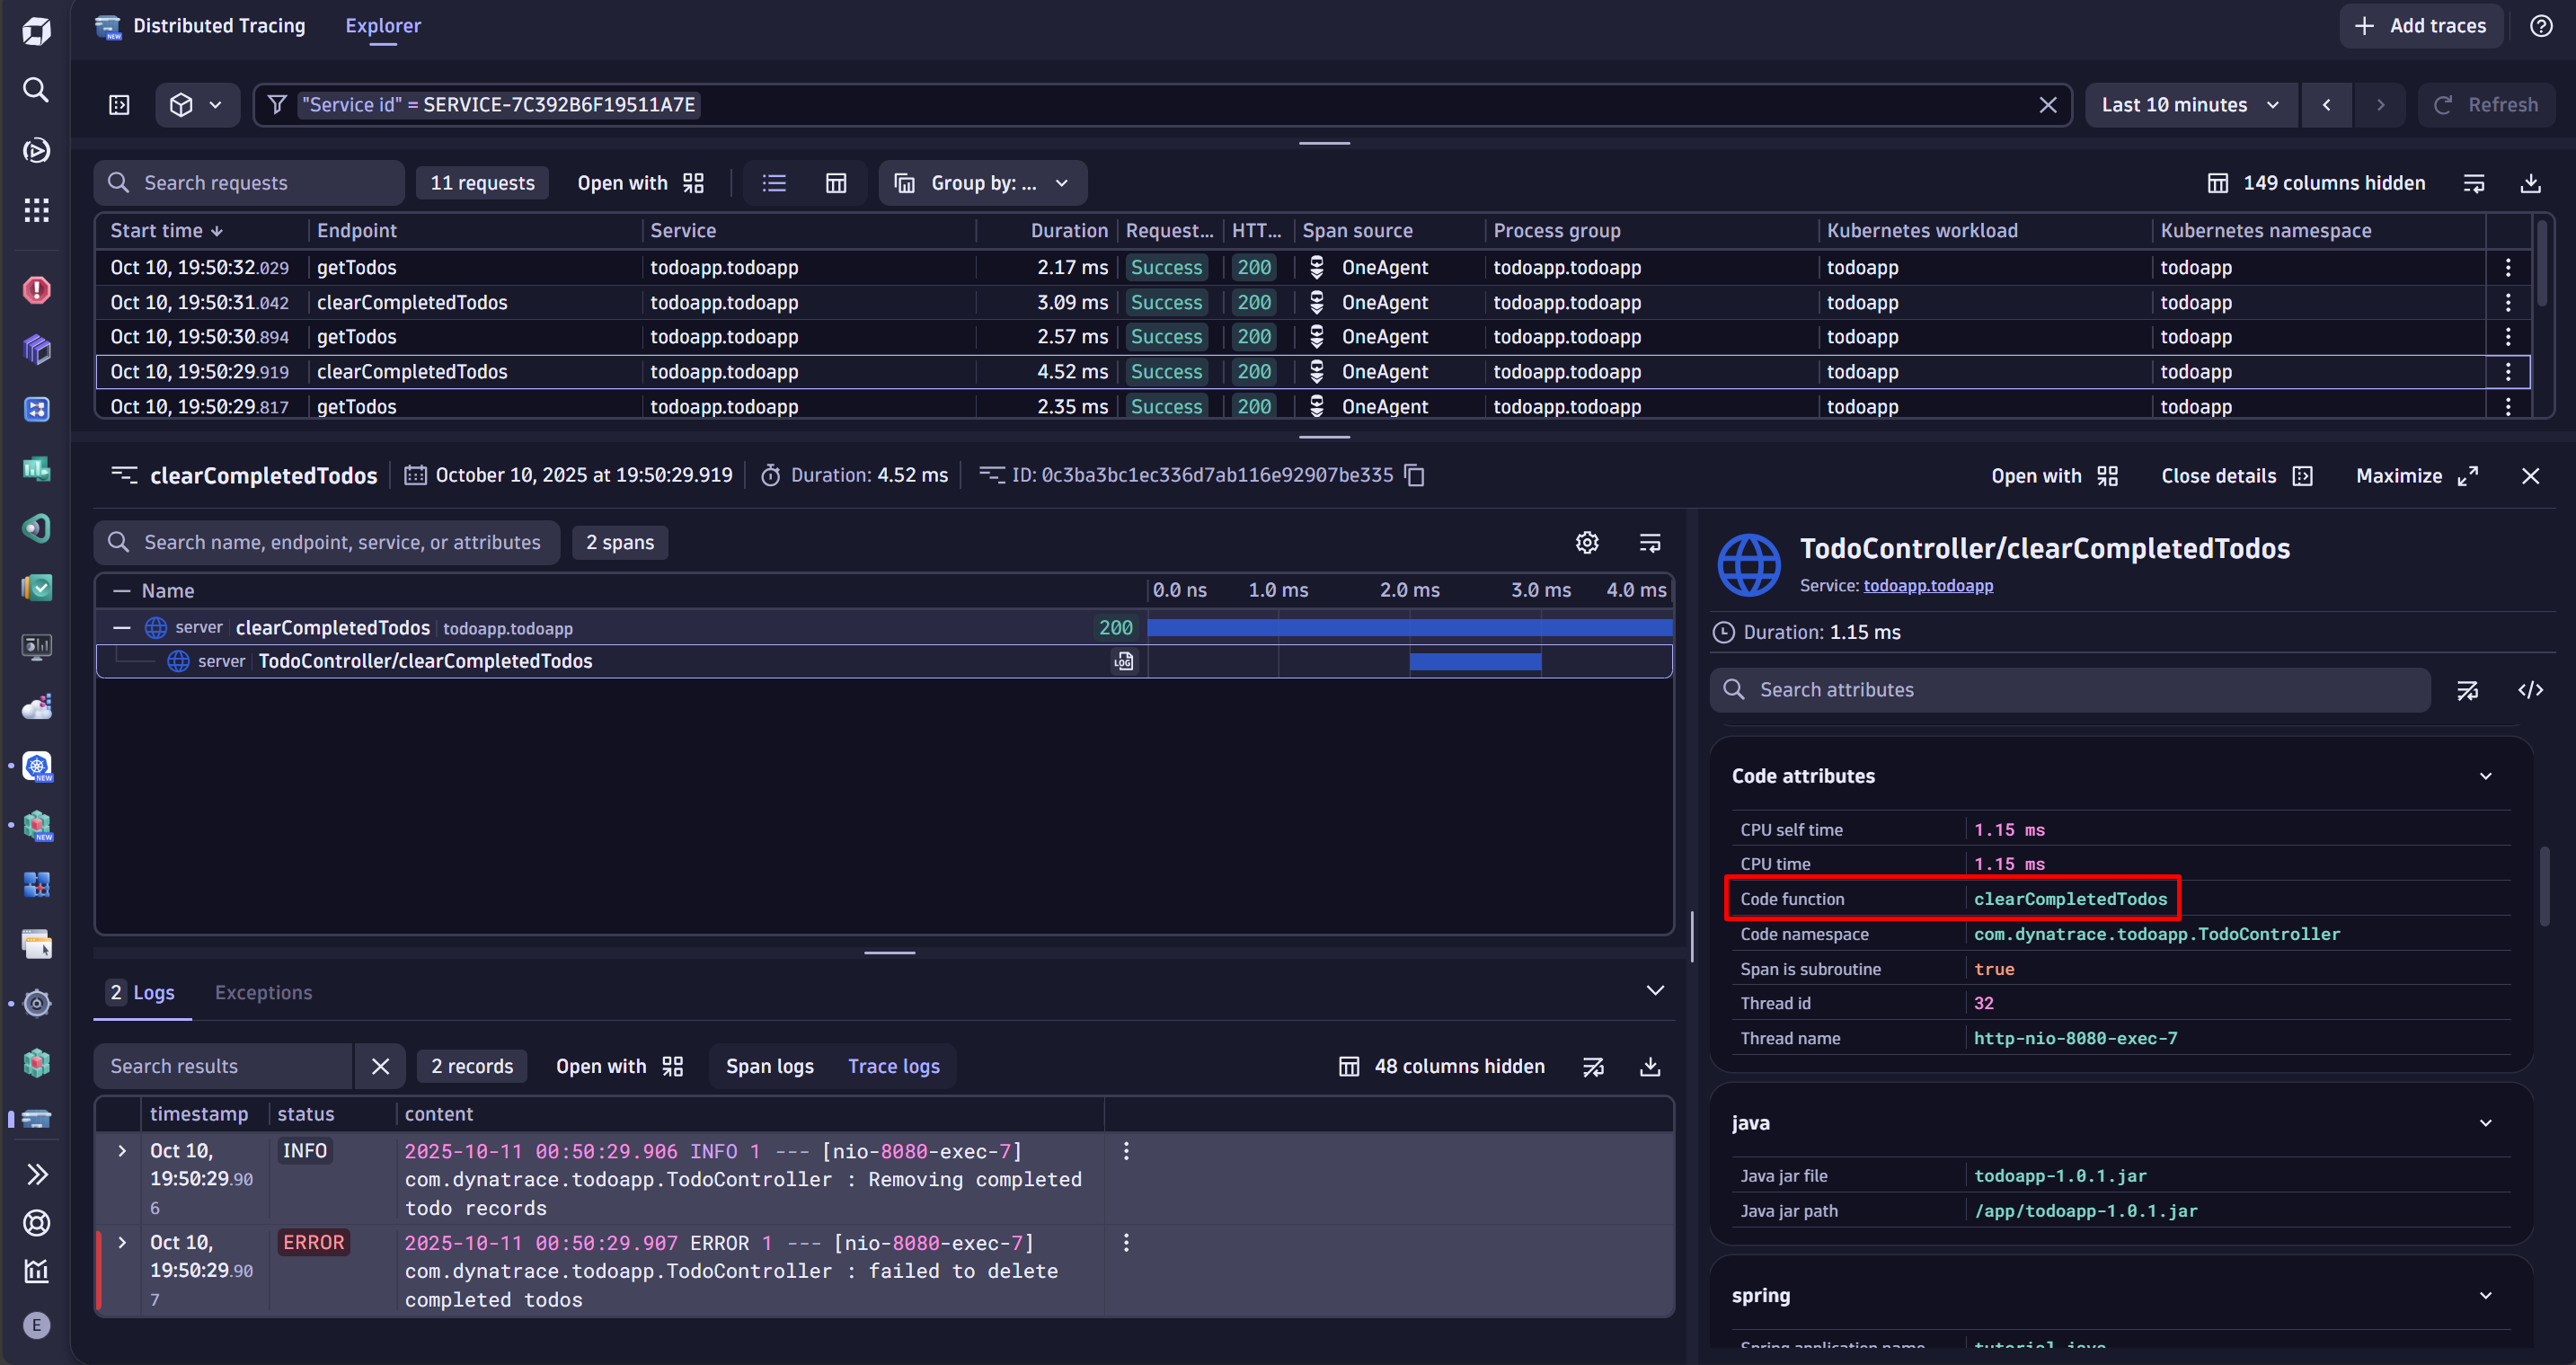 Distributed Tracing Explorer Add traces
NEW
"Service id" = SERVICE-7C392B6F19511A7E Last 10 minutes Refresh
Search requests 11 requests Open with Group by: ... 149 columns hidden
Start time Endpoint Service Duration Request... HTT... Span source Process group Kubernetes workload Kubernetes namespace
Oct 10, 19:50:32.029 getTodos todoapp.todoapp 2.17 ms Success 200 OneAgent todoapp.todoapp todoapp todoapp
Oct 10, 19:50:31.042 clearCompletedTodos todoapp.todoapp 3.09 ms Success 200 OneAgent todoapp.todoapp todoapp todoapp
Oct 10, 19:50:30.894 getTodos todoapp.todoapp 2.57 ms Success 200 OneAgent todoapp.todoapp todoapp todoapp
Oct 10, 19:50:29.919 clearCompletedTodos todoapp.todoapp 4.52 ms Success 200 OneAgent todoapp.todoapp todoapp todoapp
Oct 10, 19:50:29.817 getTodos todoapp.todoapp 2.35 ms Success 200 OneAgent todoapp.todoapp todoapp todoapp
clearCompletedTodos October 10, 2025 at 19:50:29.919 Duration: 4.52 ms ID: 0c3ba3bc1ec336d7ab116e92907be335 Open with Close details Maximize
Search name, endpoint, service, or attributes 2 spans
Name 0.0 ns 1.0 ms 2.0 ms 3.0 ms 4.0 ms
server clearCompletedTodos todoapp.todoapp 200
server TodoController/clearCompletedTodos LOG
2 Logs Exceptions
Search results 2 records Open with Span logs Trace logs 48 columns hidden
timestamp status content
Oct 10, 19:50:29.906 INFO 2025-10-11 00:50:29.906 INFO 1 --- [nio-8080-exec-7]
com.dynatrace.todoapp.TodoController : Removing completed
todo records
Oct 10, 19:50:29.907 ERROR 2025-10-11 00:50:29.907 ERROR 1 --- [nio-8080-exec-7]
com.dynatrace.todoapp.TodoController : failed to delete
completed todos
TodoController/clearCompletedTodos
Service: todoapp.todoapp
Duration: 1.15 ms
Search attributes </>
Code attributes
CPU self time 1.15 ms
CPU time 1.15 ms
Code function clearCompletedTodos
Code namespace com.dynatrace.todoapp.TodoController
Span is subroutine true
Thread id 32
Thread name http-nio-8080-exec-7
java
Java jar file todoapp-1.0.1.jar
Java jar path /app/todoapp-1.0.1.jar
spring
Spring application name
NEW
NEW
E